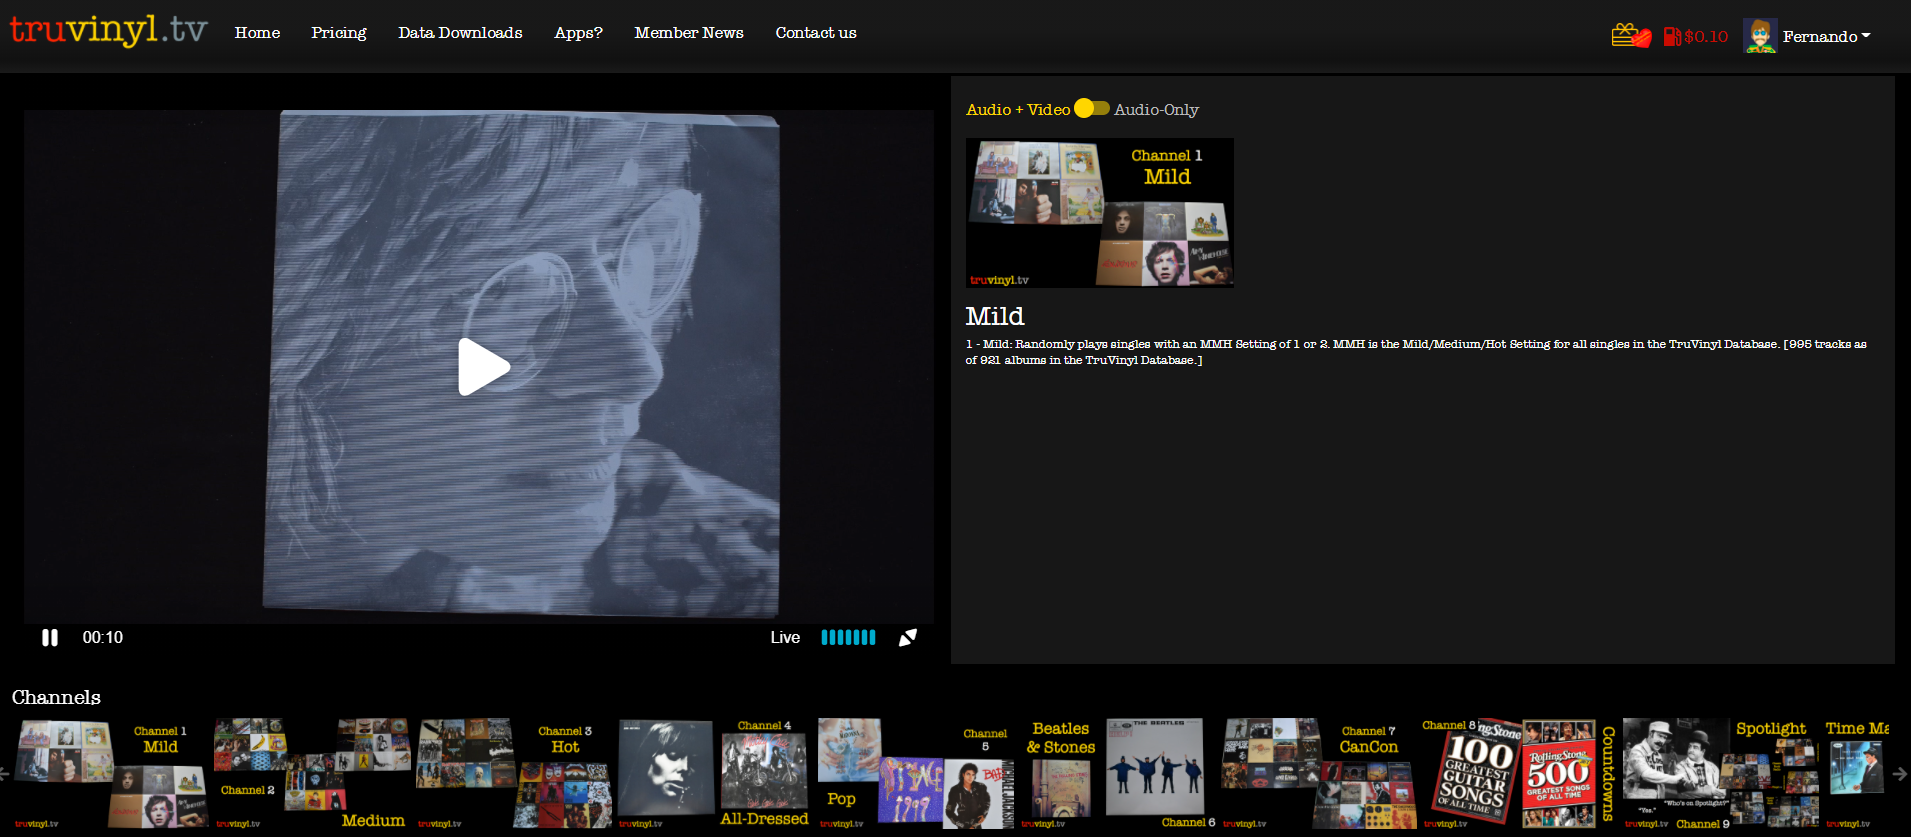 truvinyl.tv
Home
Pricing
Data Downloads
Apps?
Member News
Contact us
$0.10
Fernando
Audio + Video
Audio-Only
Channel 1
Mild
truvinyl.tv
Mild
1 - Mild: Randomly plays singles with an MMH Setting of 1 or 2. MMH is the Mild/Medium/Hot Setting for all singles in the TruVinyl Database. [995 tracks as
of 921 albums in the TruVinyl Database.]
00:10
Live
Channels
Channel 1
Mild
truvinyl.tv
Channel 2
Medium
truvinyl.tv
Channel 3
Hot
truvinyl.tv
Channel 4
All-Dressed
truvinyl.tv
Channel
5
Pop
1999
BAD
truvinyl.tv
Beatles
& Stones
THE BEATLES
HELP!
Channel 6
truvinyl.tv
Channel 7
CanCon
truvinyl.tv
Channel 8
100
GREATEST
GUITAR
SONGS
OF ALL TIME
Rolling Stone
500
GREATEST SONGS
OF ALL TIME
Countdowns
truvinyl.tv
Spotlight
"Yes."
"Who's on Spotlight?"
Channel 9
truvinyl.tv
Time Ma
truvinyl.tv